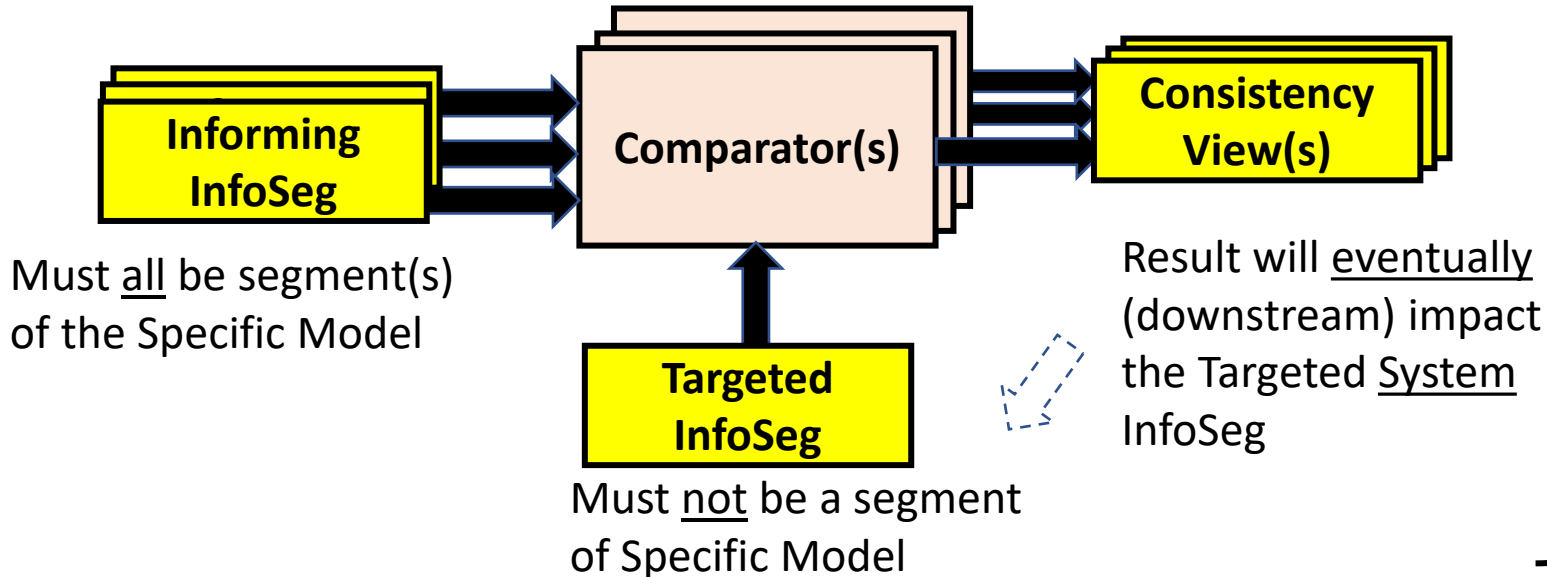 Informing
InfoSeg
Must all be segment(s)
of the Specific Model
Comparator(s)
Targeted
InfoSeg
Must not be a segment
of Specific Model
Consistency
View(s)
Result will eventually
(downstream) impact
the Targeted System
InfoSeg